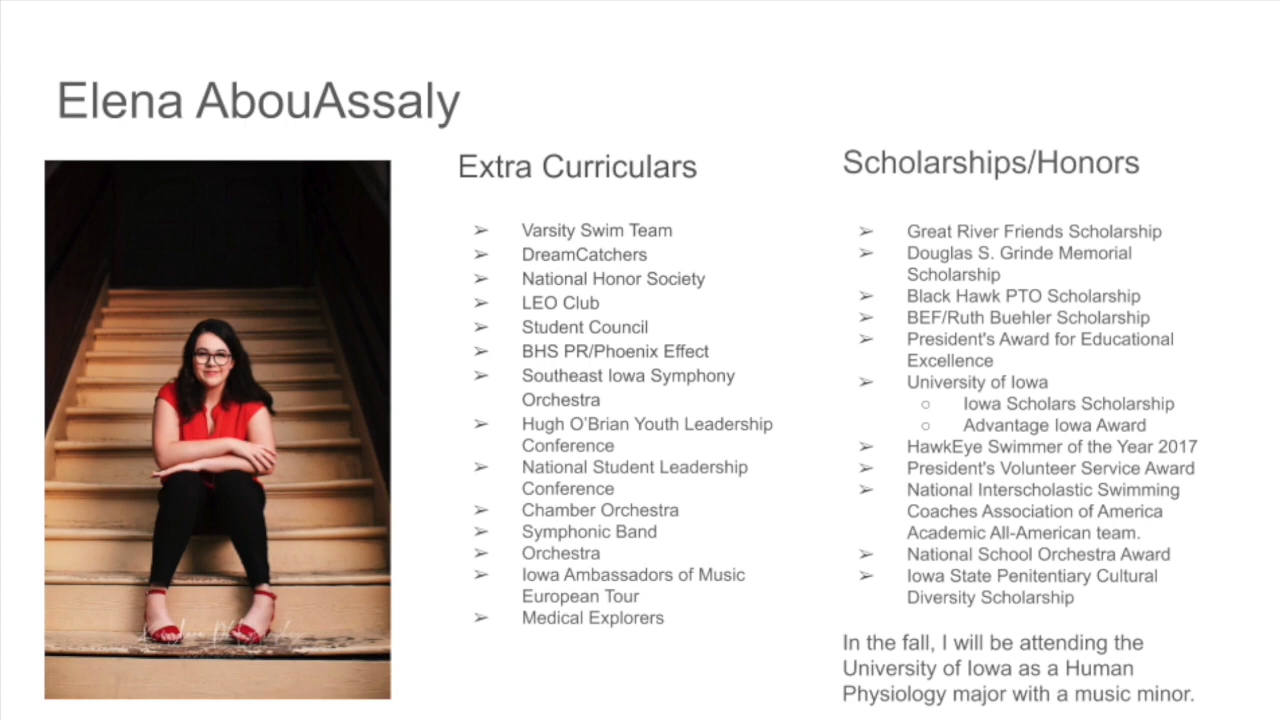 Elena AbouAssaly
Extra Curriculars
➢ Varsity Swim Team
➢ DreamCatchers
➢ National Honor Society
➢ LEO Club
➢ Student Council
➢ BHS PR/Phoenix Effect
➢ Southeast Iowa Symphony
Orchestra
➢ Hugh O'Brian Youth Leadership
Conference
➢ National Student Leadership
Conference
➢ Chamber Orchestra
➢ Symphonic Band
➢ Orchestra
➢ Iowa Ambassadors of Music
European Tour
➢ Medical Explorers
Scholarships/Honors
➢ Great River Friends Scholarship
➢ Douglas S. Grinde Memorial
Scholarship
➢ Black Hawk PTO Scholarship
➢ BEF/Ruth Buehler Scholarship
➢ President's Award for Educational
Excellence
➢ University of Iowa
○ Iowa Scholars Scholarship
○ Advantage Iowa Award
➢ HawkEye Swimmer of the Year 2017
➢ President's Volunteer Service Award
➢ National Interscholastic Swimming
Coaches Association of America
Academic All-American team.
➢ National School Orchestra Award
➢ Iowa State Penitentiary Cultural
Diversity Scholarship
In the fall, I will be attending the
University of Iowa as a Human
Physiology major with a music minor.